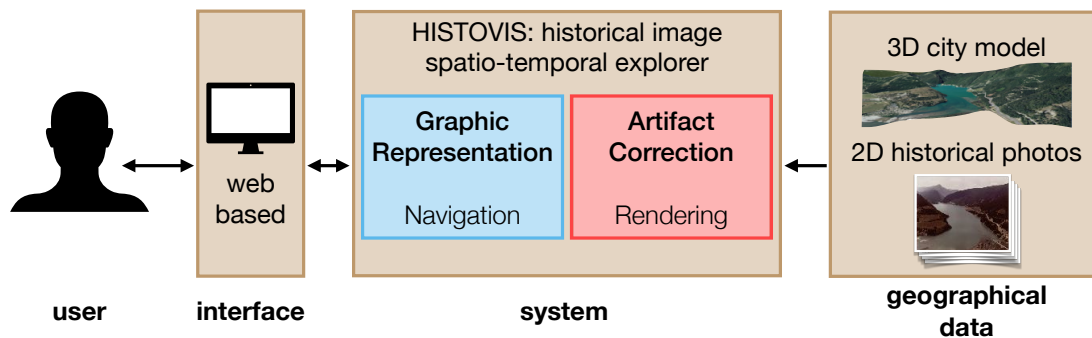 HISTOVIS: historical image
spatio-temporal explorer
Graphic
Representation
Navigation
Artifact
Correction
Rendering
web
based
3D city model
2D historical photos
user
interface
system
geographical
data